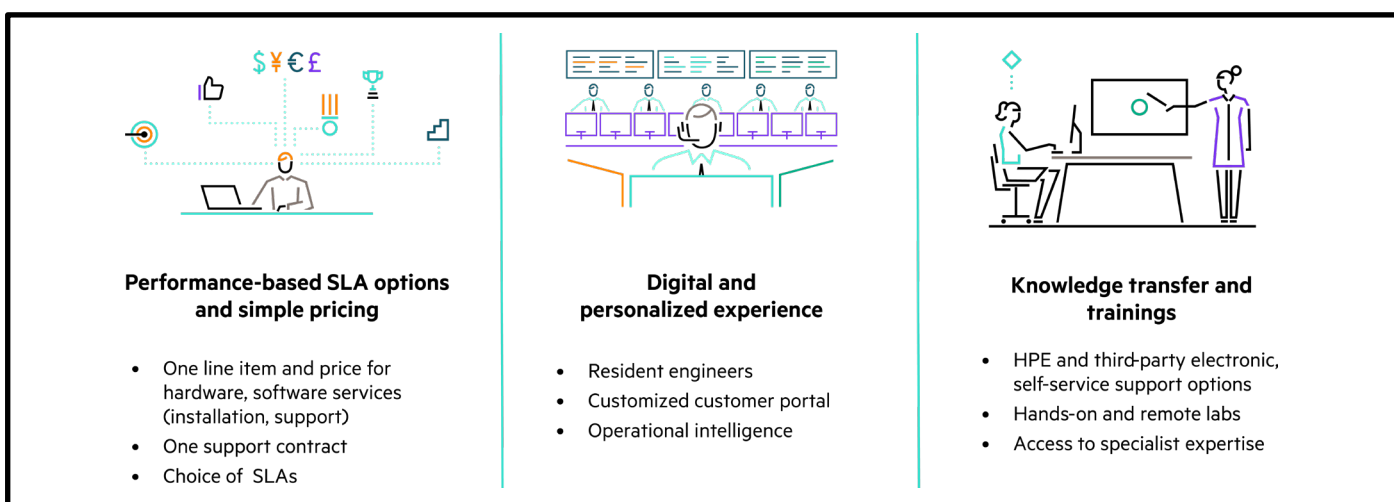 $ ¥ € £
Performance-based SLA options
and simple pricing
• One line item and price for
hardware, software services
(installation, support)
• One support contract
• Choice of SLAs
Digital and
personalized experience
• Resident engineers
• Customized customer portal
• Operational intelligence
Knowledge transfer and
trainings
• HPE and third-party electronic,
self-service support options
• Hands-on and remote labs
• Access to specialist expertise